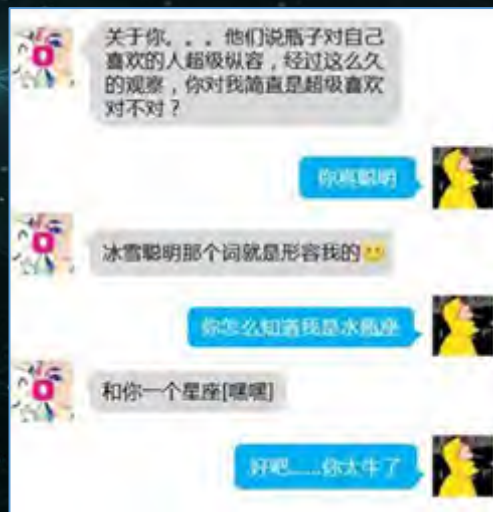 关于你。。。他们说瓶子对自己
喜欢的人超级纵容，经过这么久
的观察，你对我简直是超级喜欢
对不对？
你真聪明
冰雪聪明那个词就是形容我的
你怎么知道我是水瓶座
和你一个星座[嘿嘿]
好吧......你太牛了